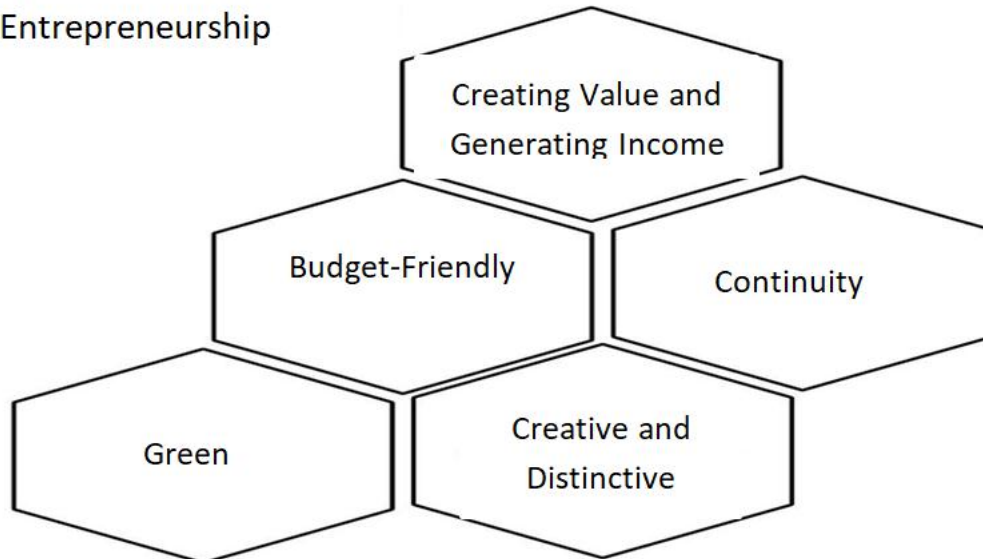 Entrepreneurship
Creating Value and
Generating Income
Budget-Friendly
Continuity
Green
Creative and
Distinctive